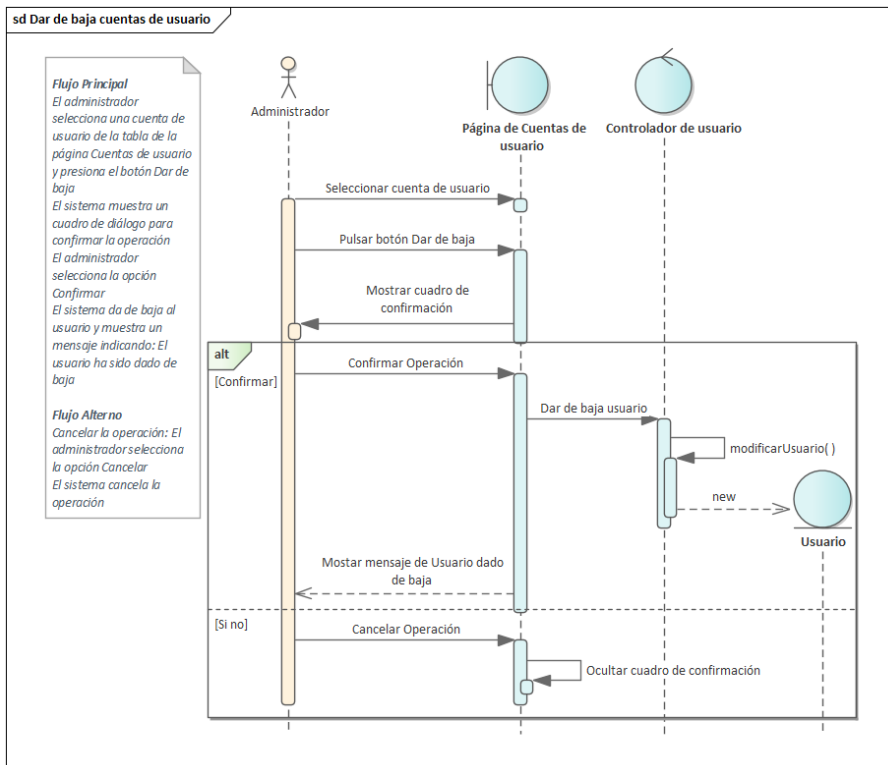 sd Dar de baja cuentas de usuario
Flujo Principal
El administrador
selecciona una cuenta de
usuario de la tabla de la
página Cuentas de usuario
y presiona el botón Dar de
baja
El sistema muestra un
cuadro de diálogo para
confirmar la operación
El administrador
selecciona la opción
Confirmar
El sistema da de baja al
usuario y muestra un
mensaje indicando: El
usuario ha sido dado de
baja
Flujo Alterno
Cancelar la operación: El
administrador selecciona
la opción Cancelar
El sistema cancela la
operación
Administrador
Página de Cuentas de
usuario
Controlador de usuario
Seleccionar cuenta de usuario
Pulsar botón Dar de baja
Mostrar cuadro de
confirmación
alt
[Confirmar]
Confirmar Operación
Dar de baja usuario
modificarUsuario( )
new
Usuario
Mostar mensaje de Usuario dado
de baja
[Si no]
Cancelar Operación
Ocultar cuadro de confirmación